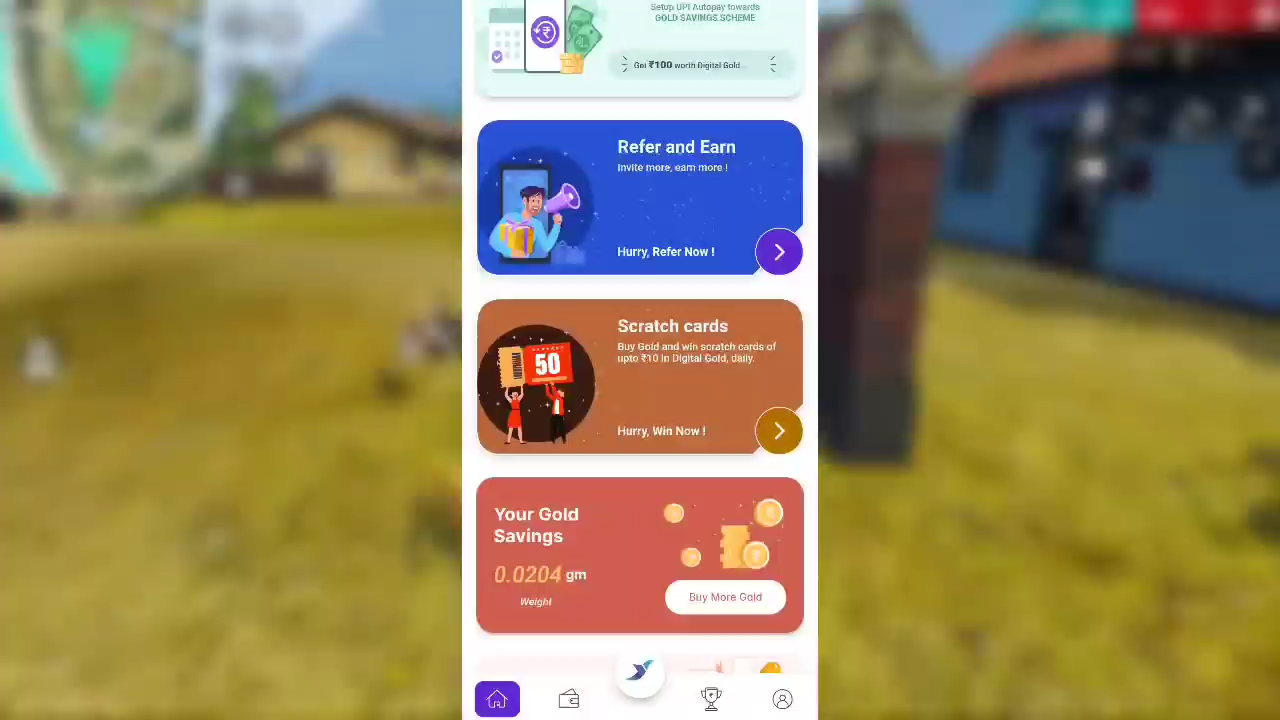 Setup UPI Autopay towards
GOLD SAVINGS SCHEME
Get ₹100 worth Digital Gold...
Refer and Earn
Invite more, earn more !
Hurry, Refer Now !
Scratch cards
Buy Gold and win scratch cards of
upto ₹10 in Digital Gold, daily.
50
Hurry, Win Now !
Your Gold
Savings
0.0204 gm
Weight
Buy More Gold